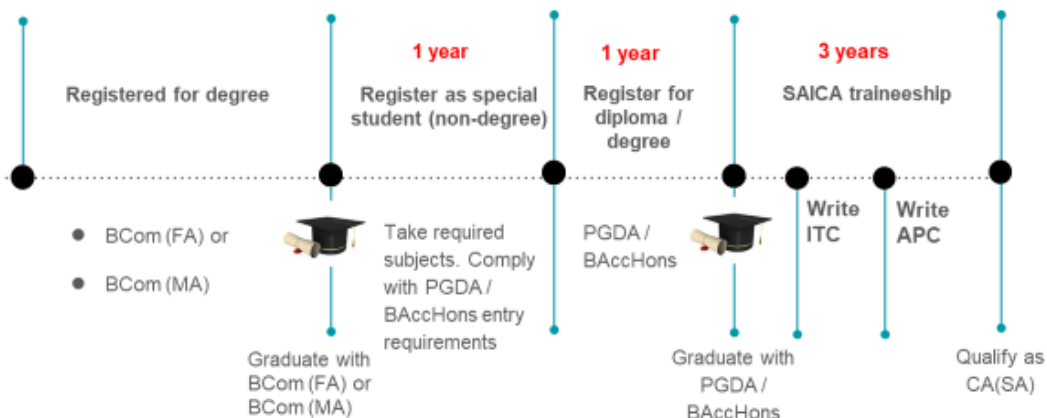 1 year
1 year
3 years
Registered for degree
Register as special
student (non-degree)
Register for
diploma /
degree
SAICA traineeship
BCom (FA) or
BCom (MA)
Take required
subjects. Comply
with PGDA /
BAccHons entry
requirements
PGDA /
BAccHons
Write
ITC
Write
APC
Graduate with
BCom (FA) or
BCom (MA)
Graduate with
PGDA /
BAccHons
Qualify as
CA(SA)